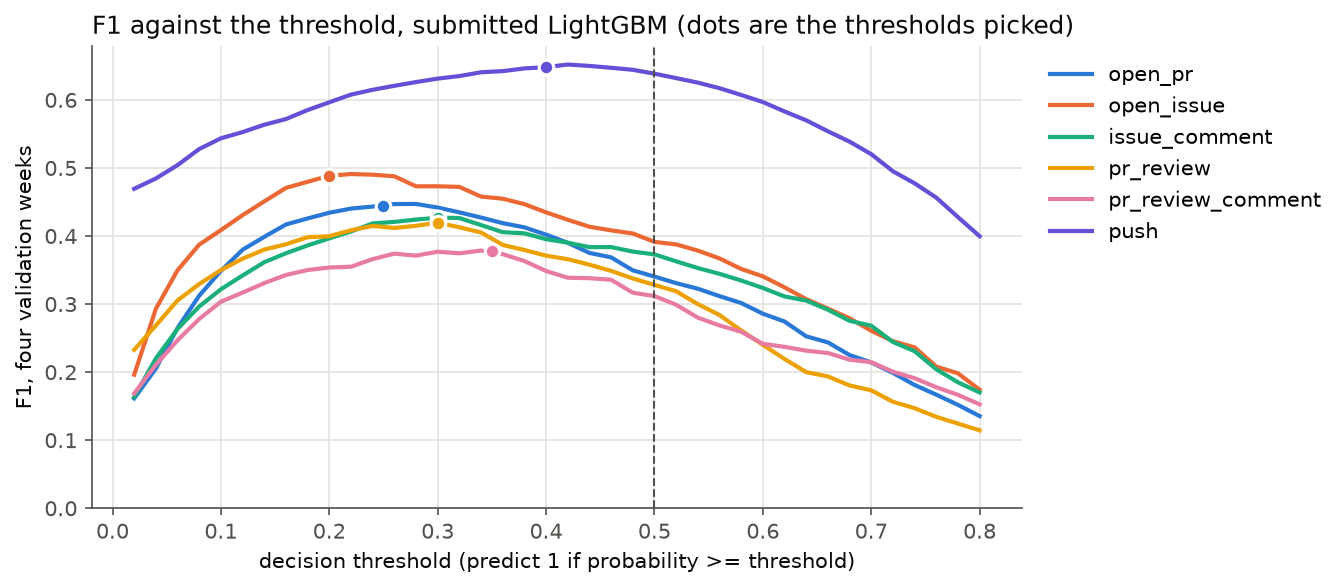 F1 against the threshold, submitted LightGBM (dots are the thresholds picked)
F1, four validation weeks
0.6
0.5
0.4
0.3
0.2
0.1
0.0
0.0 0.1 0.2 0.3 0.4 0.5 0.6 0.7 0.8
decision threshold (predict 1 if probability >= threshold)
open_pr
open_issue
issue_comment
pr_review
pr_review_comment
push